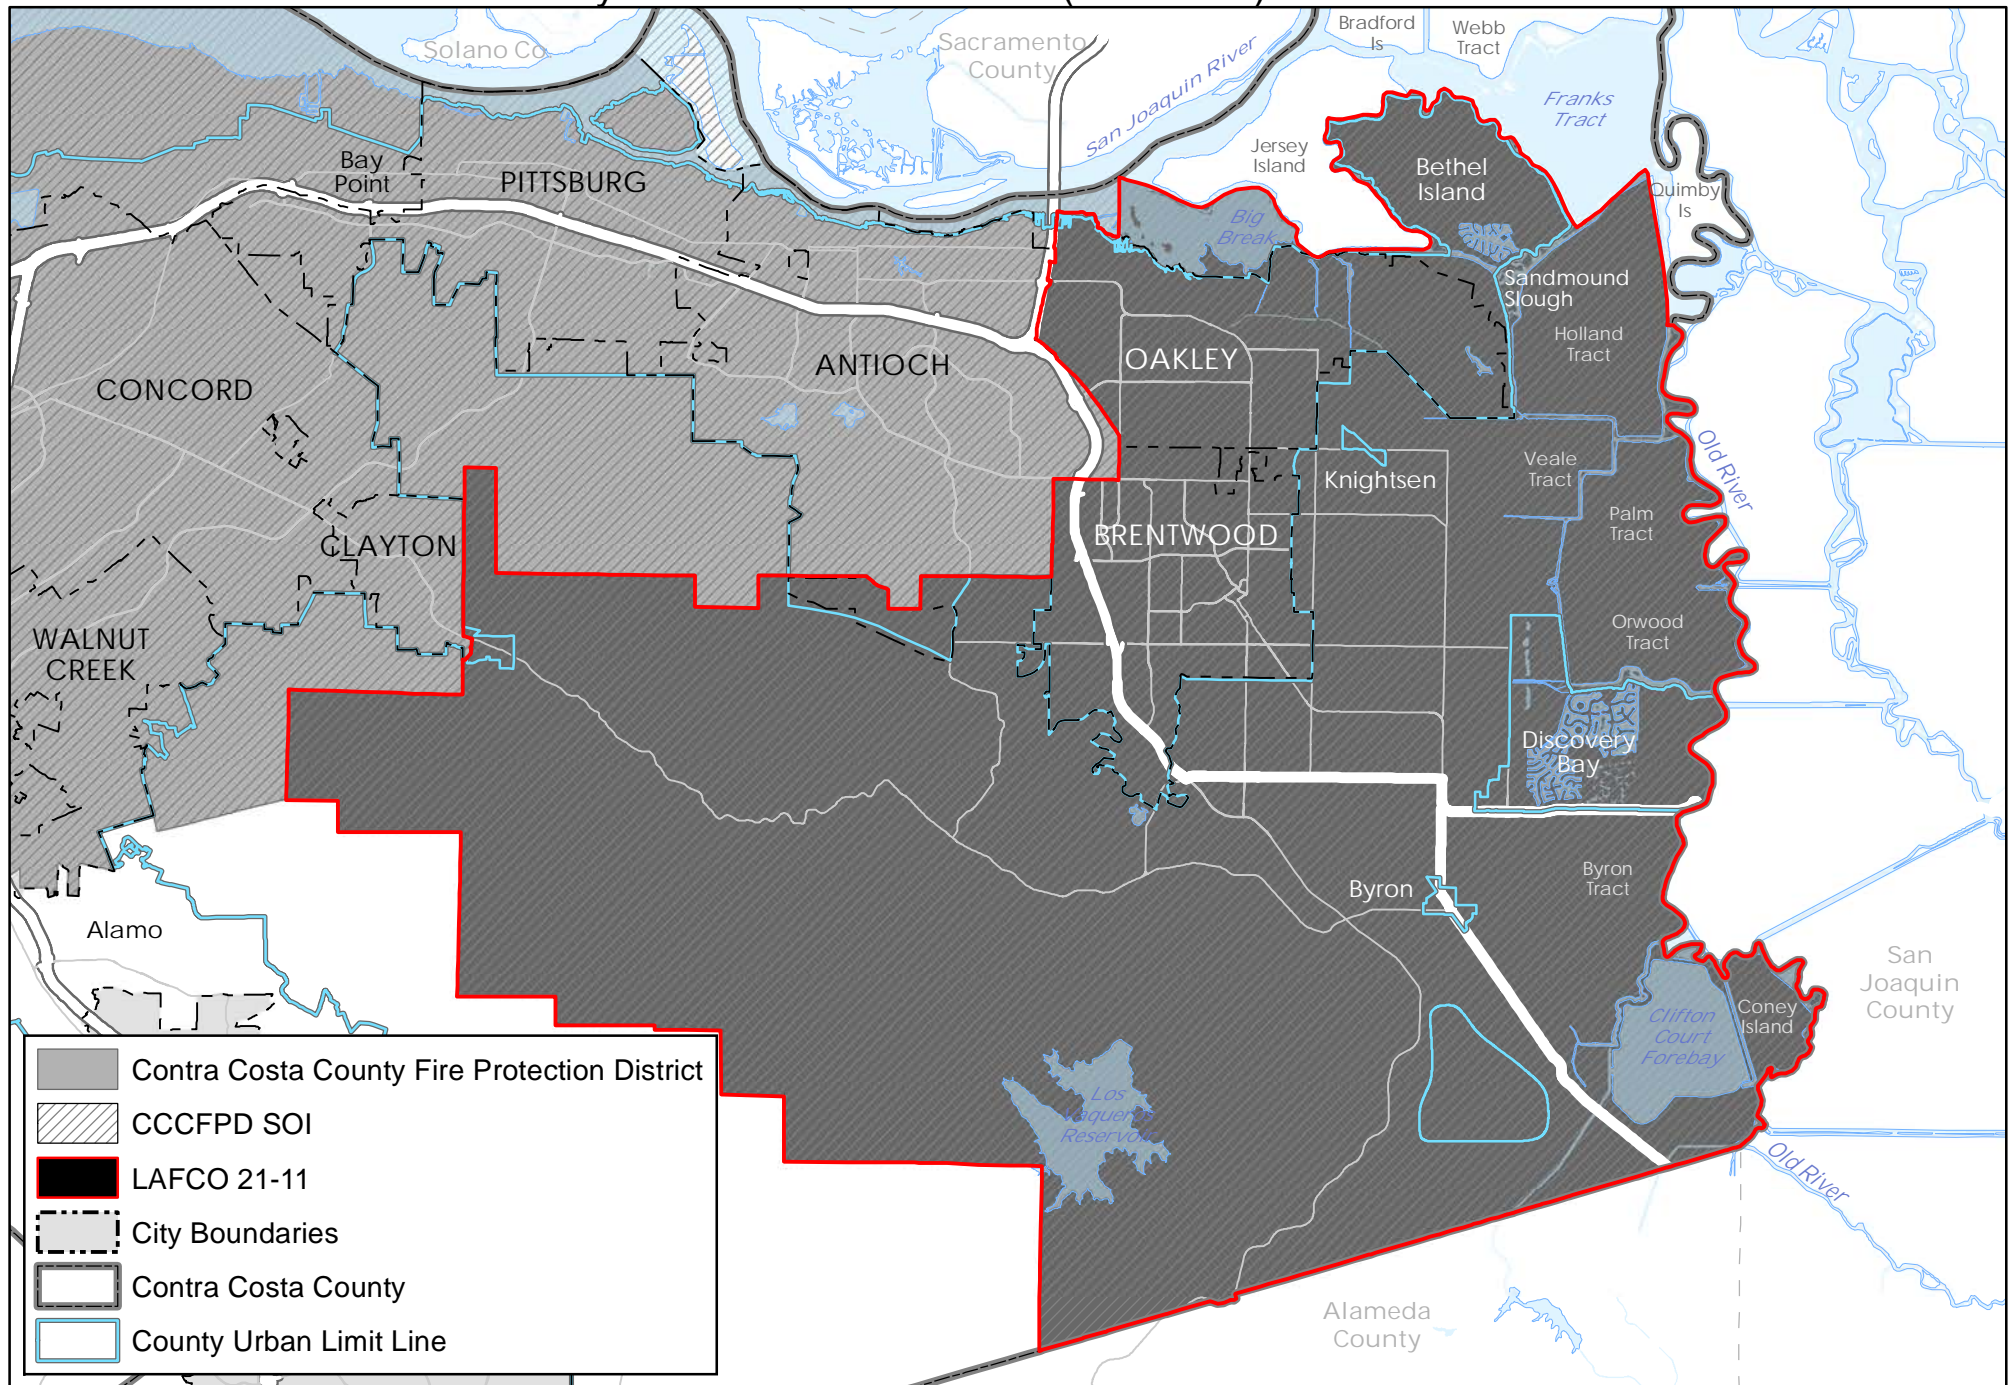 Solano Co
Sacramento
County
San Joaquin River
Bradford
Is
Webb
Tract
Franks
Tract
Jersey
Island
Bethel
Island
Quimby
Is
Bay
Point
PITTSBURG
Big
Break
Sandmound
Slough
Holland
Tract
CONCORD
ANTIOCH
OAKLEY
Old River
Knightsen
Veale
Tract
Palm
Tract
CLAYTON
BRENTWOOD
WALNUT
CREEK
Orwood
Tract
Discovery
Bay
Byron
Byron
Tract
Alamo
San
Joaquin
County
Clifton
Court
Forebay
Coney
Island
Los
Vaqueros
Reservoir
Old River
Alameda
County
Contra Costa County Fire Protection District
CCCFPD SOI
LAFCO 21-11
City Boundaries
Contra Costa County
County Urban Limit Line